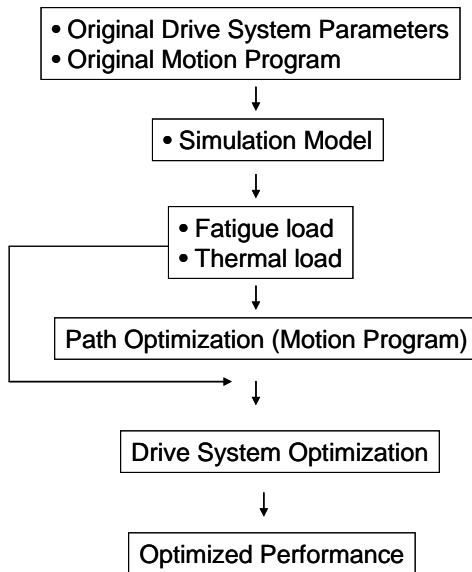 • Original Drive System Parameters
• Original Motion Program
• Simulation Model
• Fatigue load
• Thermal load
Path Optimization (Motion Program)
Drive System Optimization
Optimized Performance